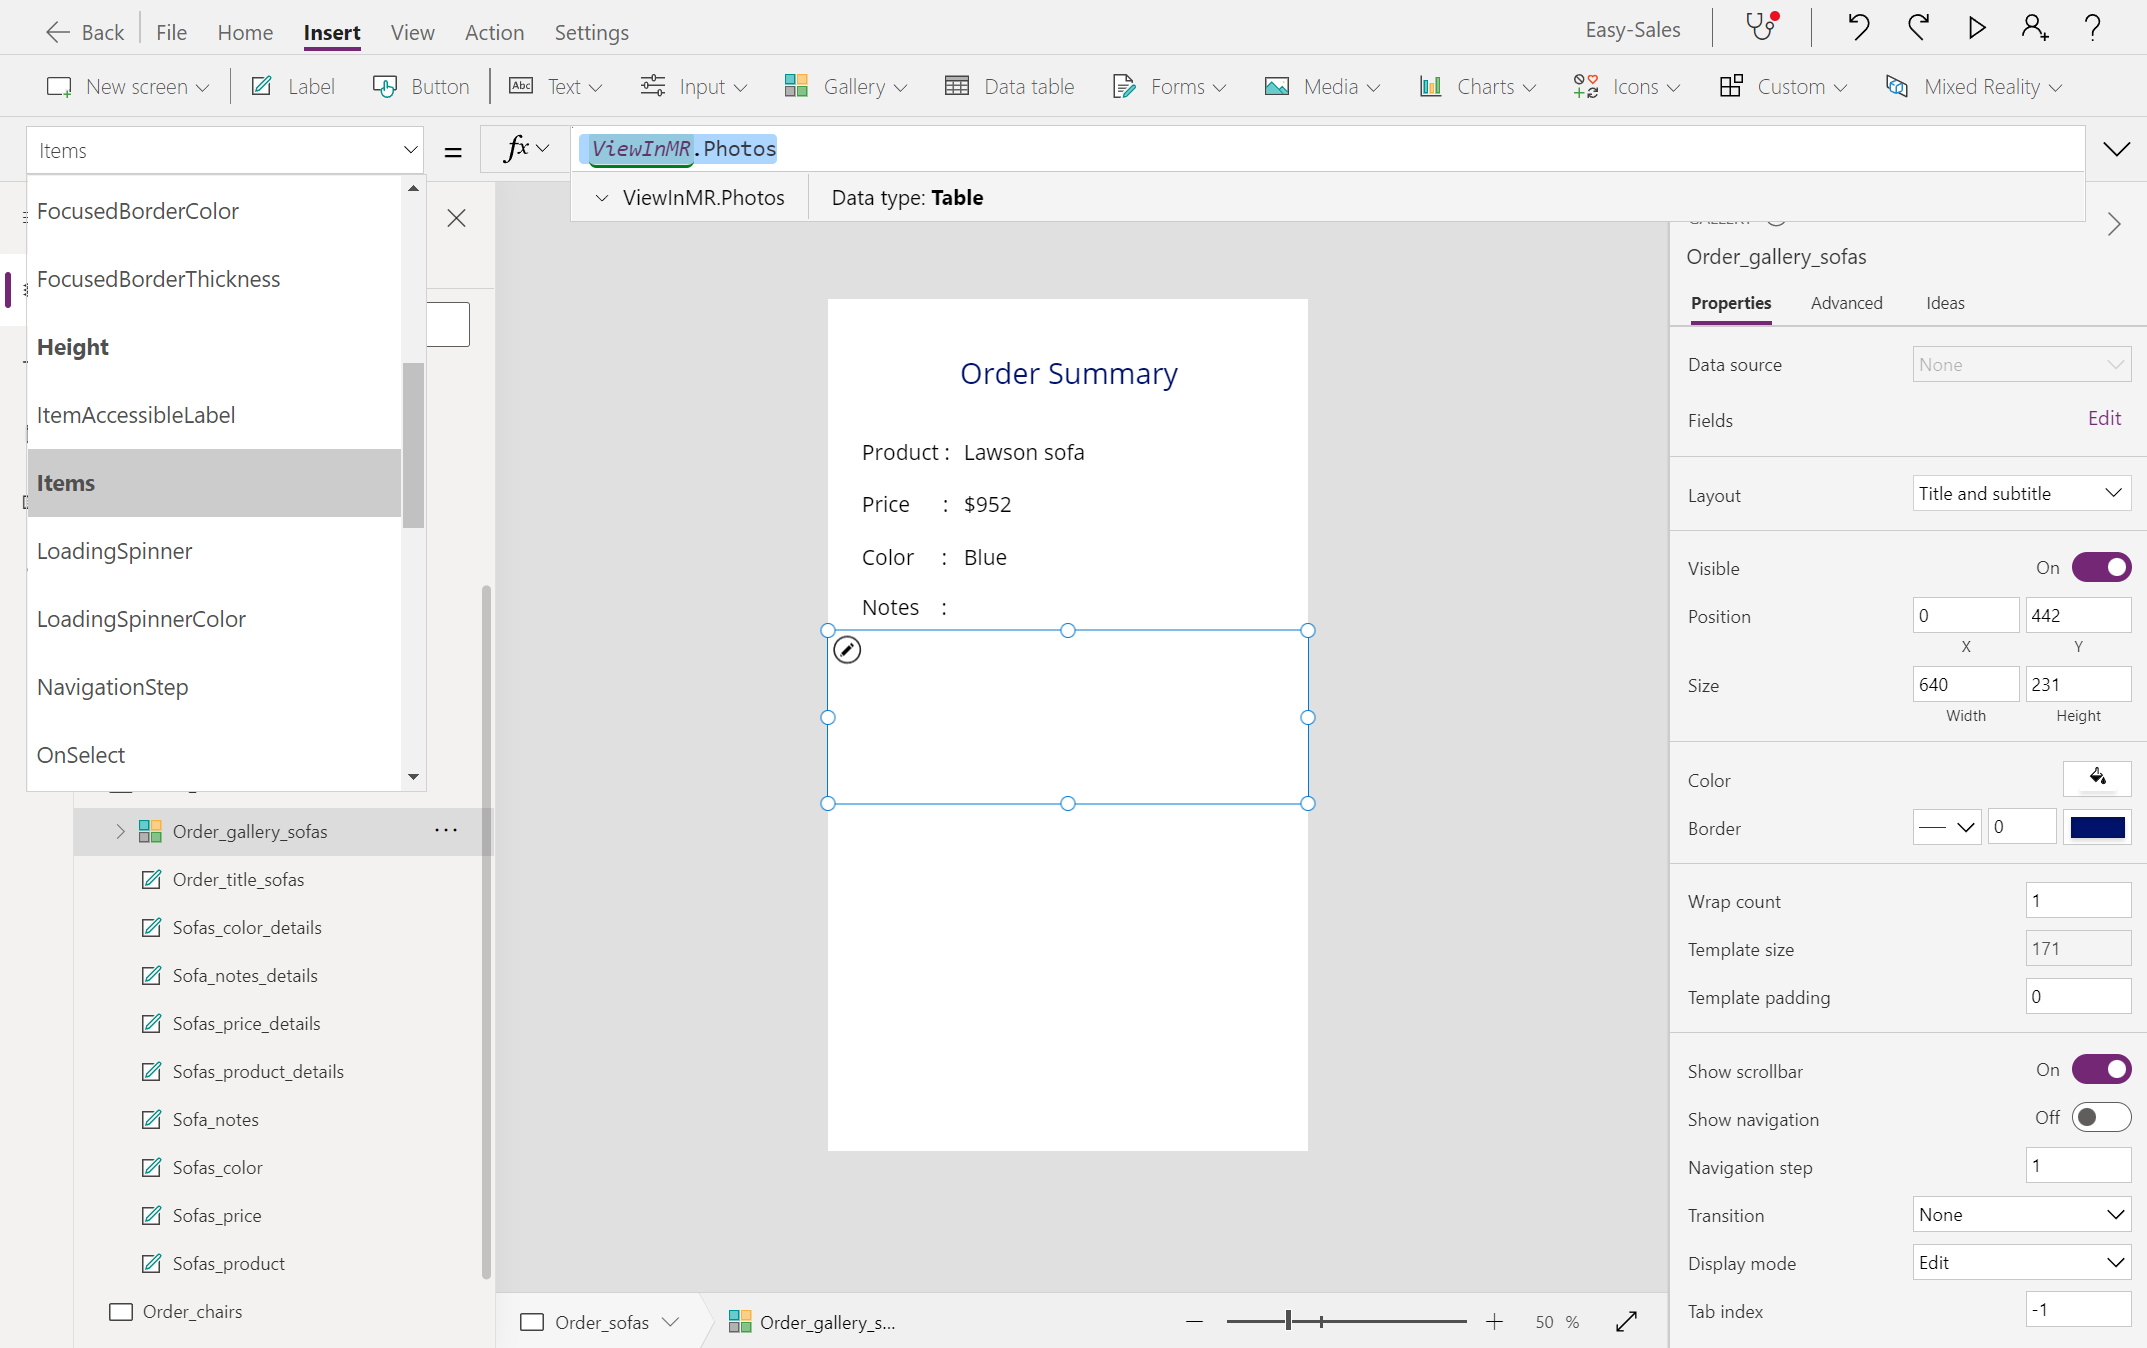 Back File Home Insert View Action Settings Easy-Sales
New screen Label Button Abc Text Input Gallery Data table Forms Media Charts Icons Custom Mixed Reality
Items = fx ViewInMR.Photos
ViewInMR.Photos Data type: Table
FocusedBorderColor
FocusedBorderThickness
Height
ItemAccessibleLabel
Items
LoadingSpinner
LoadingSpinnerColor
NavigationStep
OnSelect
Order_gallery_sofas ...
Order_title_sofas
Sofas_color_details
Sofa_notes_details
Sofas_price_details
Sofas_product_details
Sofa_notes
Sofas_color
Sofas_price
Sofas_product
Order_chairs
Order Summary
Product : Lawson sofa
Price : $952
Color : Blue
Notes :
Order_sofas Order_gallery_s... 50 %
Order_gallery_sofas
Properties Advanced Ideas
Data source None
Fields Edit
Layout Title and subtitle
Visible On
Position 0 442
X Y
Size 640 231
Width Height
Color
Border 0
Wrap count 1
Template size 171
Template padding 0
Show scrollbar On
Show navigation Off
Navigation step 1
Transition None
Display mode Edit
Tab index -1